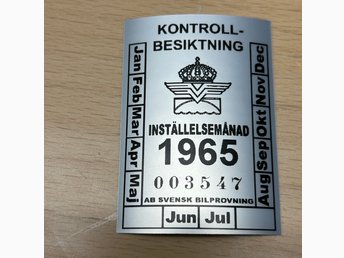 KONTROLL-
BESIKTNING
Jan Feb Mar Apr Maj
INSTÄLLELSEMÅNAD
1965
003547
AB SVENSK BILPROVNING
Jun Jul
Aug Sep Okt Nov Dec